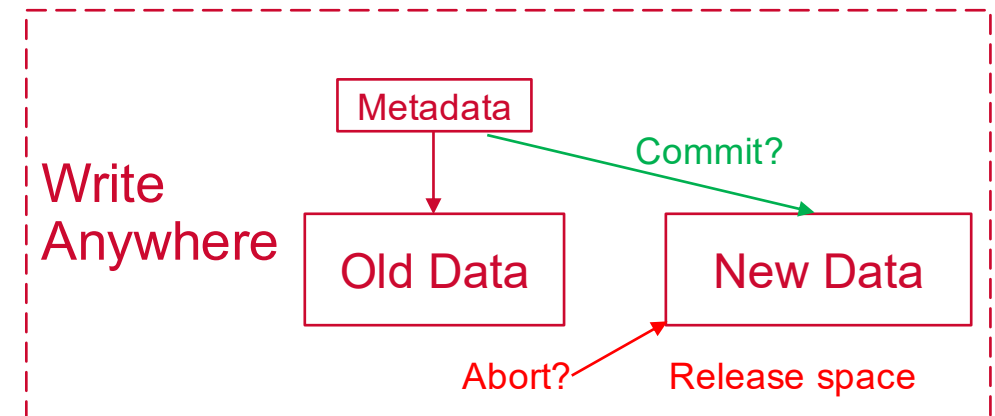 Metadata
Commit?
Write
Anywhere
Old Data
New Data
Abort?
Release space